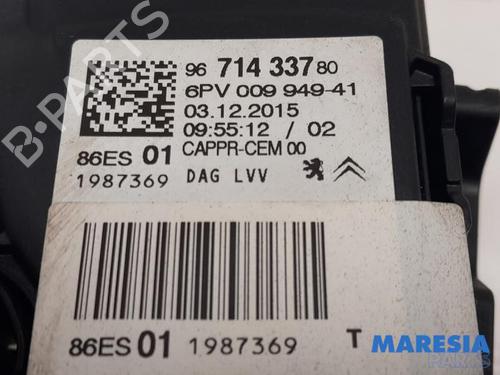 96 714 337 80
6PV 009 949-41
03.12.2015
09:55:12 / 02
86ES 01 CAPPR-CEM 00
1987369 DAG LVV
86ES 01 1987369 T
B-PARTS
MARESIA
PARTS